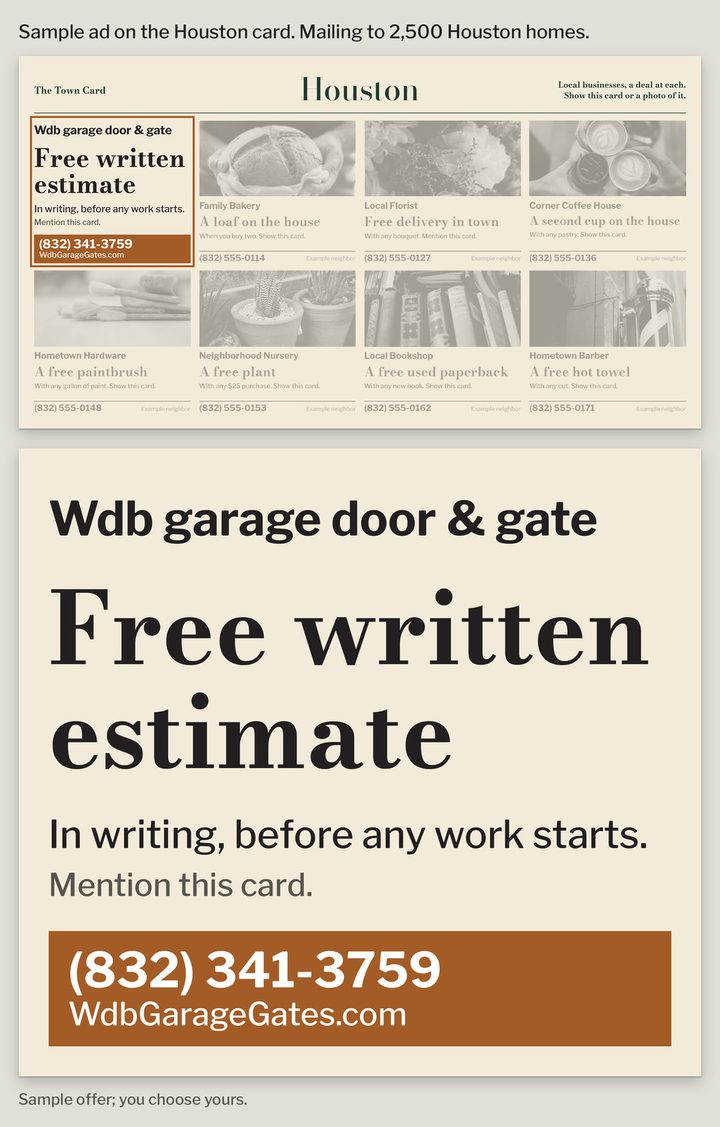 Sample ad on the Houston card. Mailing to 2,500 Houston homes.
The Town Card
Houston
Local businesses, a deal at each.
Show this card or a photo of it.
Wdb garage door & gate
Free written
estimate
In writing, before any work starts.
Mention this card.
(832) 341-3759
WdbGarageGates.com
Family Bakery
A loaf on the house
When you buy two. Show this card.
(832) 555-0114
Example neighbor
Local Florist
Free delivery in town
With any bouquet. Mention this card.
(832) 555-0127
Example neighbor
Corner Coffee House
A second cup on the house
With any pastry. Show this card.
(832) 555-0136
Example neighbor
Hometown Hardware
A free paintbrush
With any gallon of paint. Show this card.
(832) 555-0148
Example neighbor
Neighborhood Nursery
A free plant
With any $25 purchase. Show this card.
(832) 555-0153
Example neighbor
Local Bookshop
A free used paperback
With any new book. Show this card.
(832) 555-0162
Example neighbor
Hometown Barber
A free hot towel
With any cut. Show this card.
(832) 555-0171
Example neighbor
Wdb garage door & gate
Free written
estimate
In writing, before any work starts.
Mention this card.
(832) 341-3759
WdbGarageGates.com
Sample offer; you choose yours.